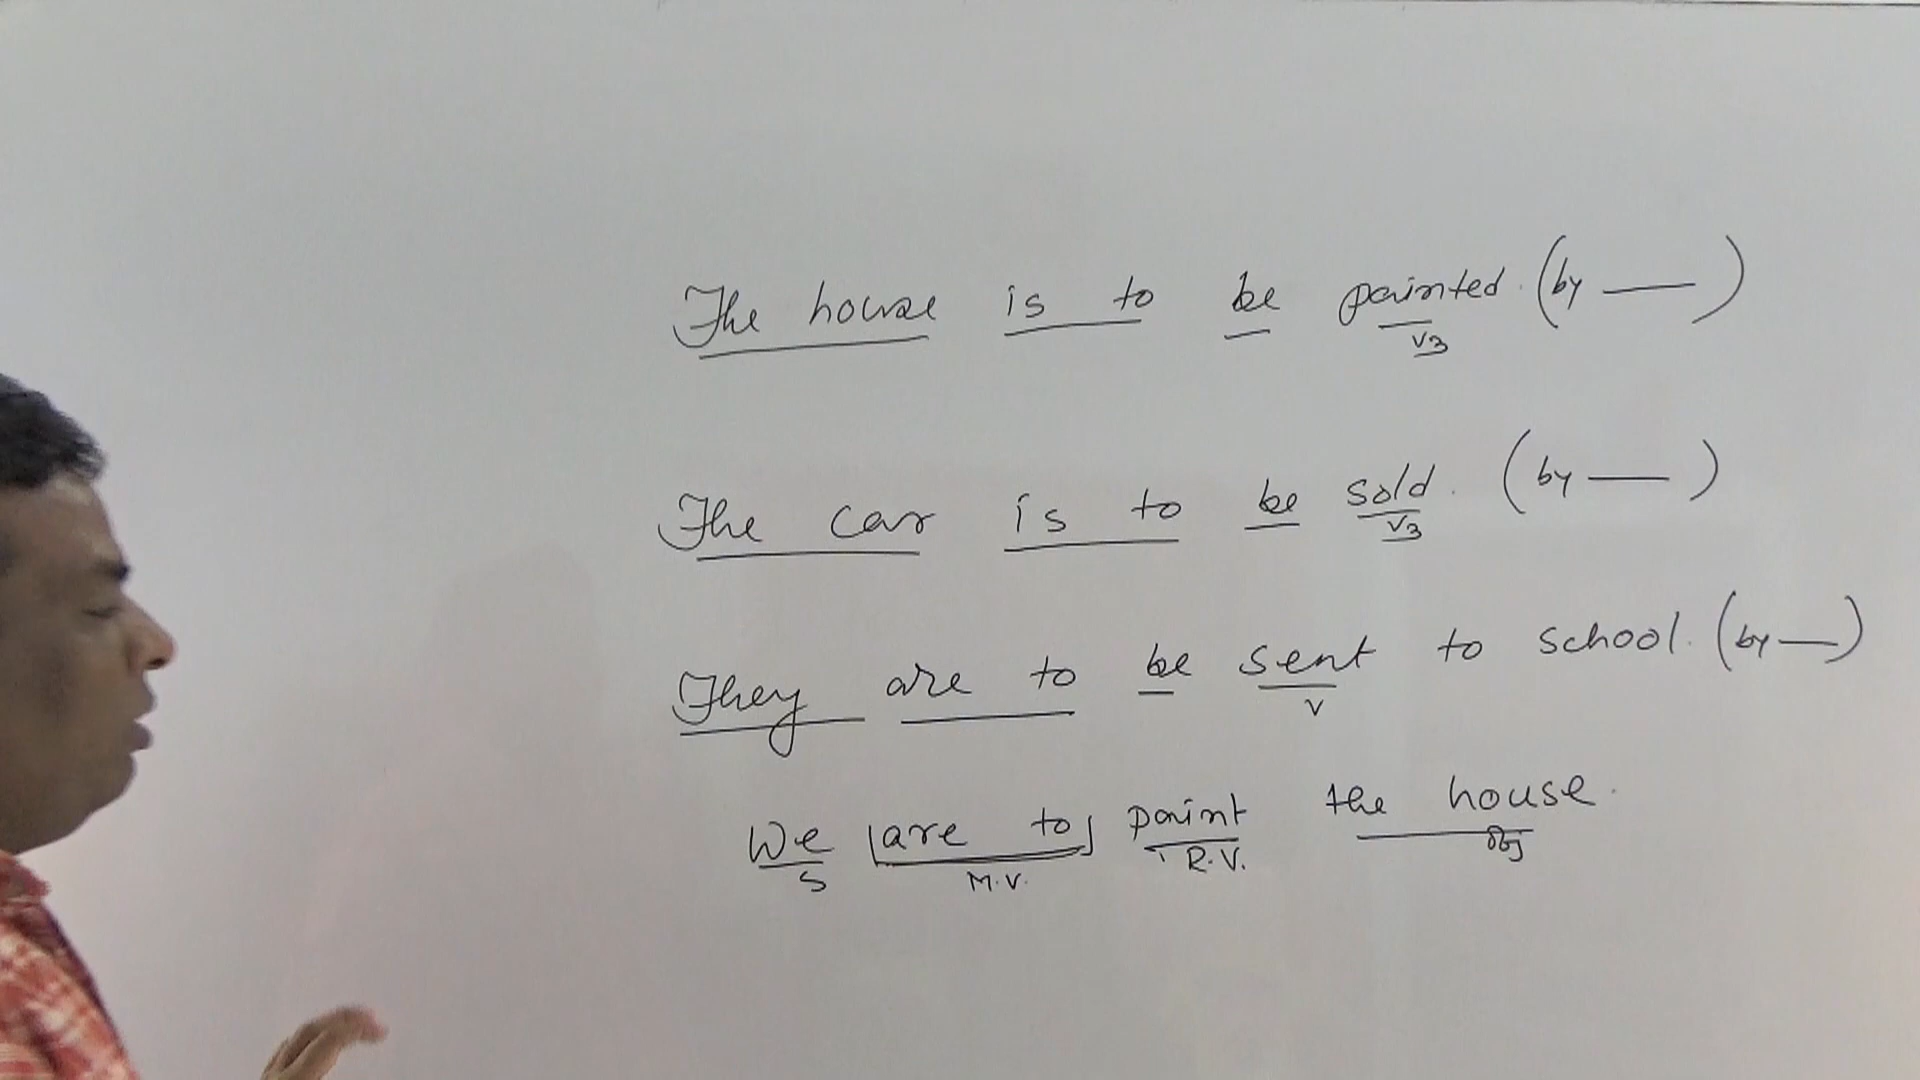 The house is to be painted. (by —)
V3
The car is to be sold. (by —)
V3
They are to be sent to school. (by —)
V
We are to paint the house.
S M.V. R.V. Obj